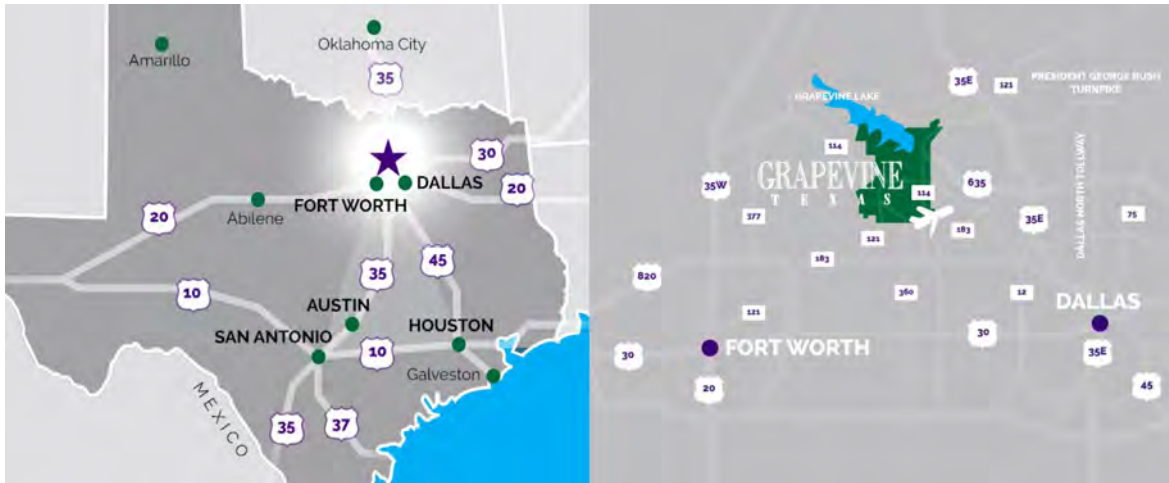 Oklahoma City
Amarillo
35
30
DALLAS
20
FORT WORTH
Abilene
20
35
45
10
AUSTIN
SAN ANTONIO
HOUSTON
10
Galveston
MEXICO
35
37
35E
121
PRESIDENT GEORGE BUSH
TURNPIKE
GRAPEVINE LAKE
114
GRAPEVINE
TEXAS
114
635
35W
377
35E
75
DALLAS NORTH TOLLWAY
183
121
183
820
360
12
121
DALLAS
30
FORT WORTH
30
35E
20
45